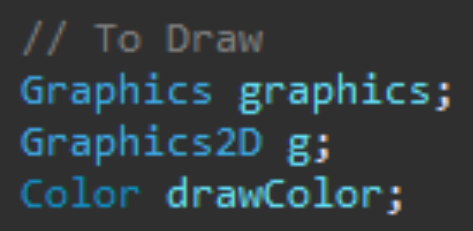 // To Draw
Graphics graphics;
Graphics2D g;
Color drawColor;